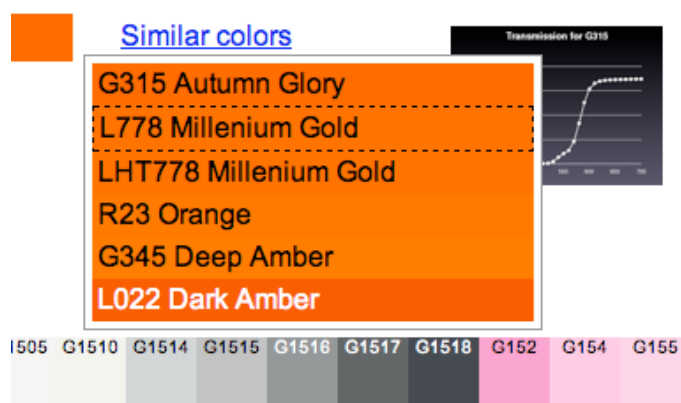 Similar colors
Transmission for G315
G315 Autumn Glory
L778 Millenium Gold
LHT778 Millenium Gold
R23 Orange
G345 Deep Amber
L022 Dark Amber
1505 G1510 G1514 G1515 G1516 G1517 G1518 G152 G154 G155